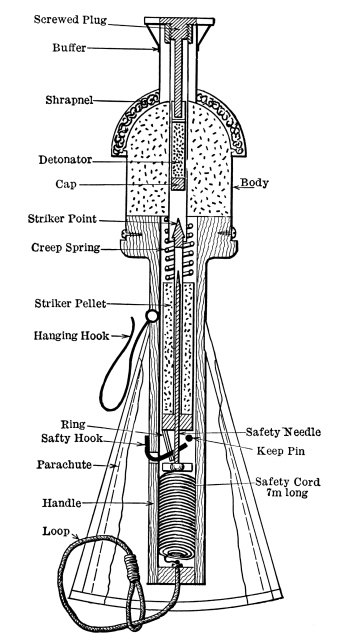 Screwed Plug
Buffer
Shrapnel
Detonator
Cap
Body
Striker Point
Creep Spring
Striker Pellet
Hanging Hook
Ring
Safty Hook
Safety Needle
Keep Pin
Parachute
Safety Cord
7m long
Handle
Loop